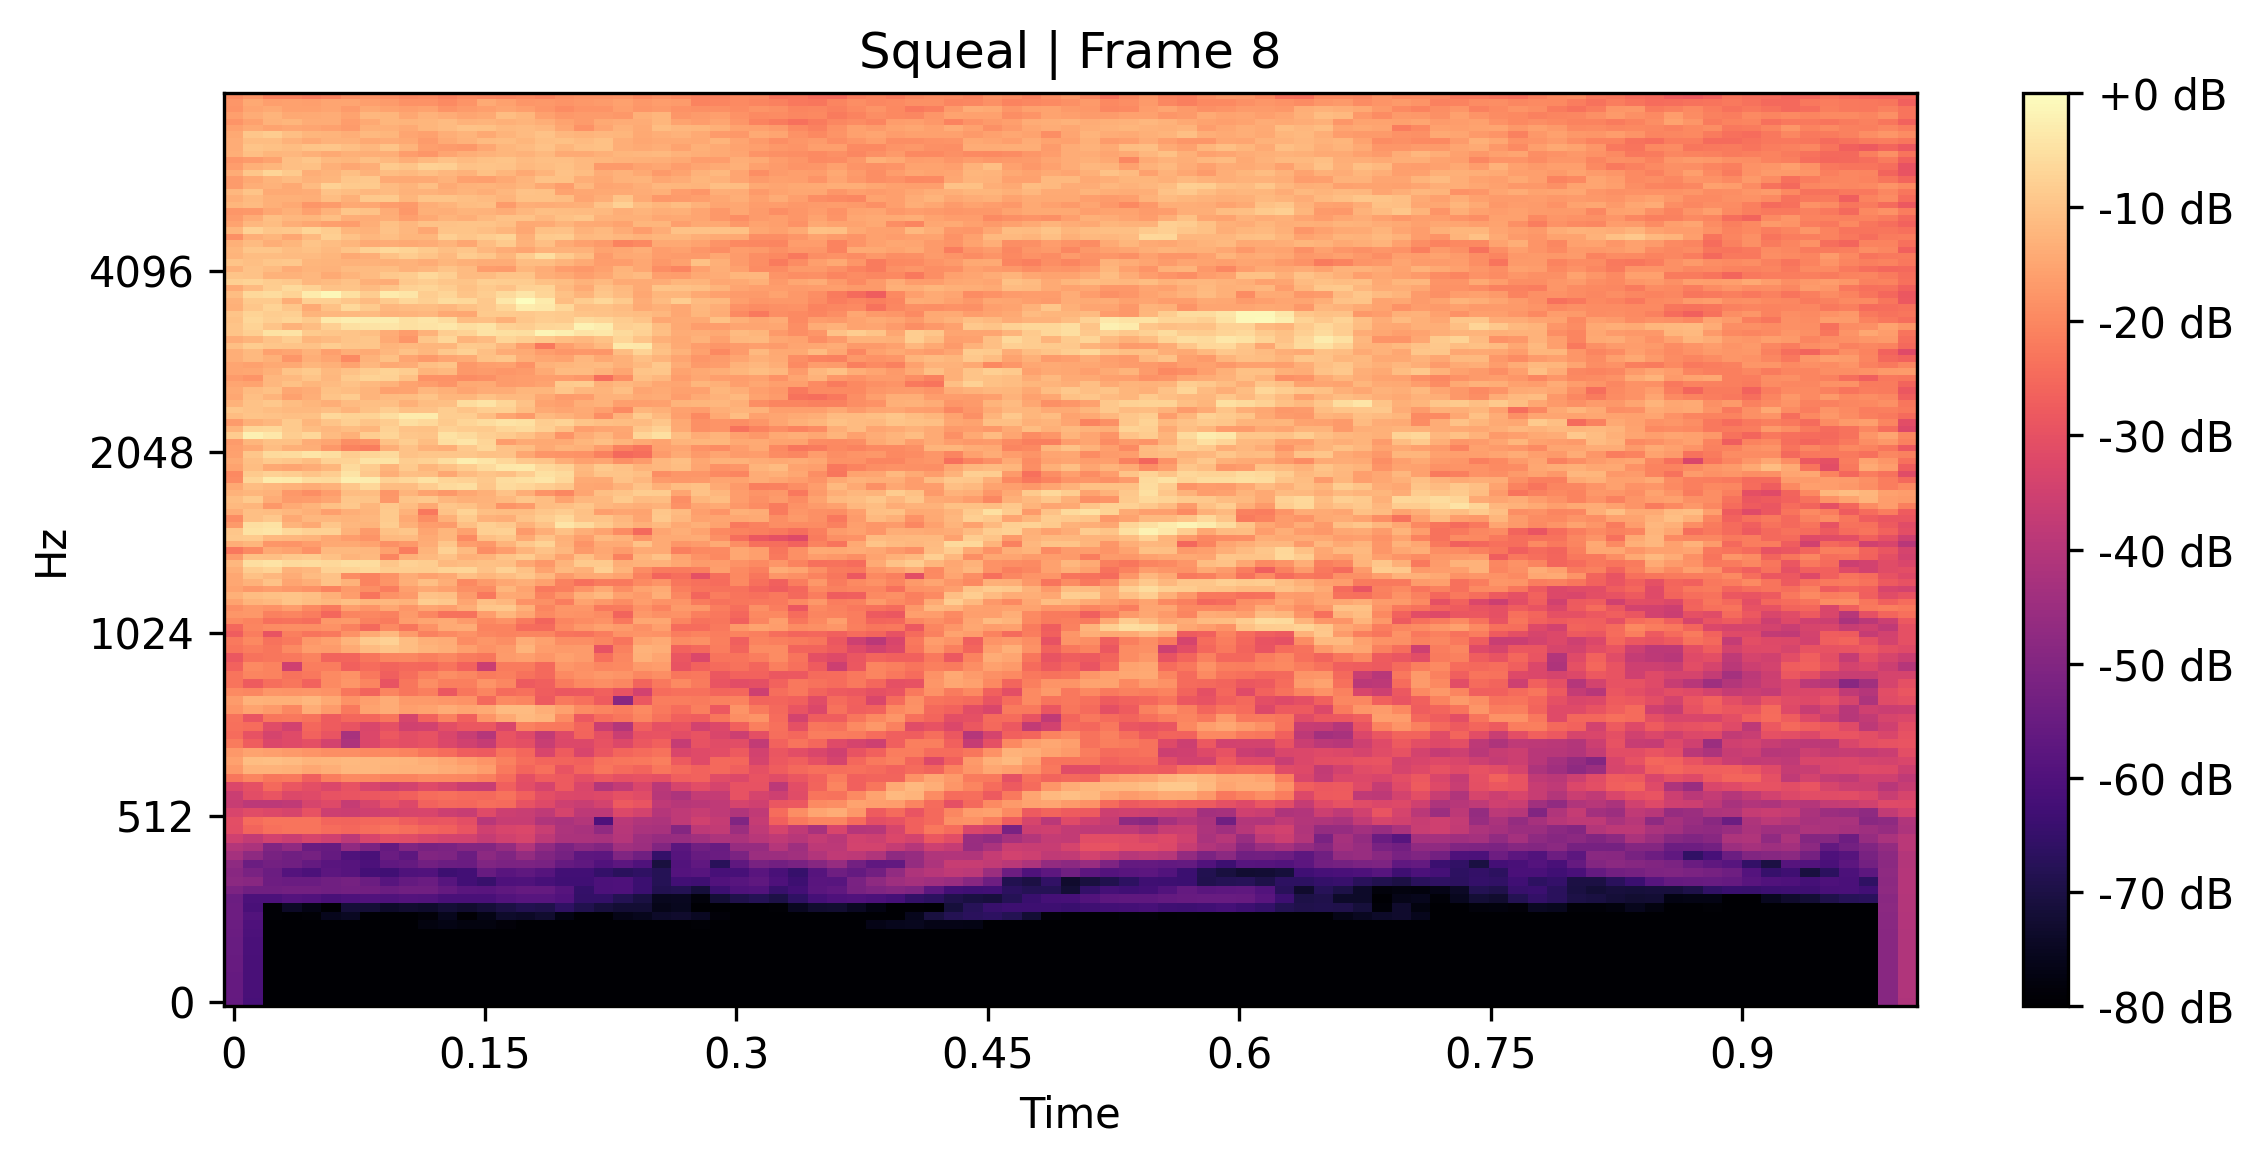 Squeal | Frame 8
Hz
4096
2048
1024
512
0
0 0.15 0.3 0.45 0.6 0.75 0.9
Time
+0 dB
-10 dB
-20 dB
-30 dB
-40 dB
-50 dB
-60 dB
-70 dB
-80 dB